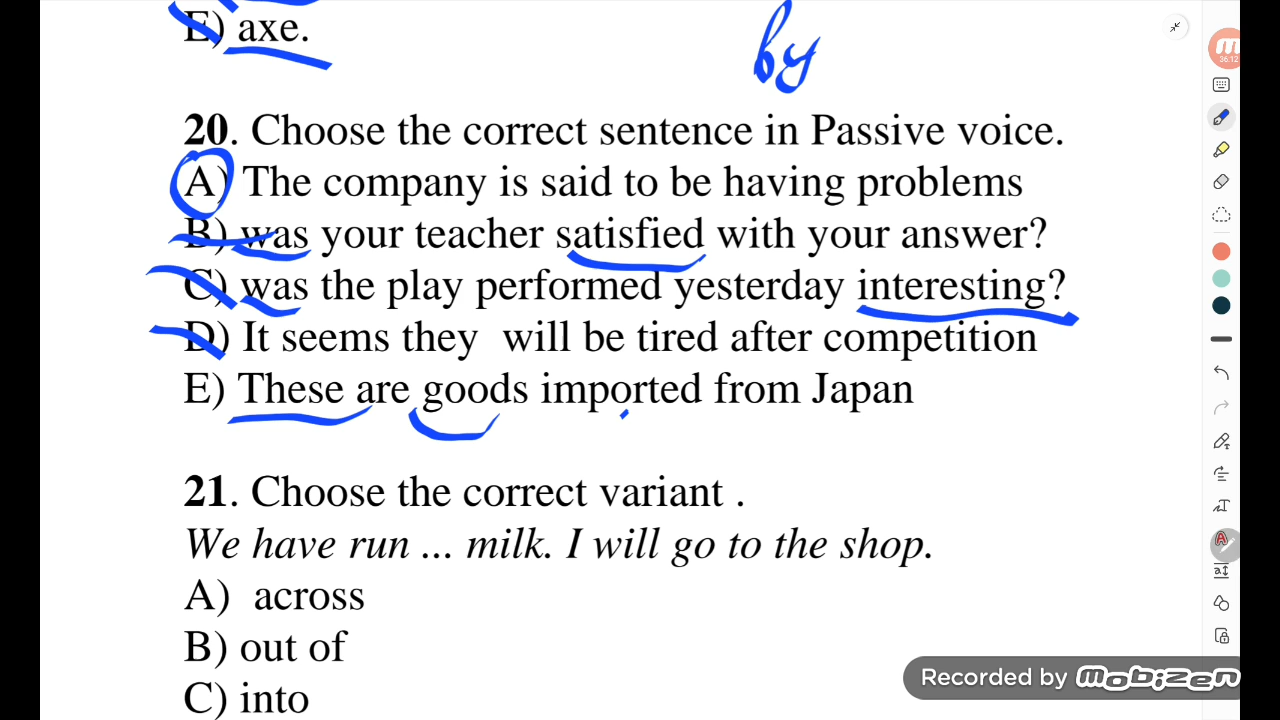 E) axe.
by
20. Choose the correct sentence in Passive voice.
A) The company is said to be having problems
B) was your teacher satisfied with your answer?
C) was the play performed yesterday interesting?
D) It seems they will be tired after competition
E) These are goods imported from Japan
21. Choose the correct variant .
We have run ... milk. I will go to the shop.
A) across
B) out of
C) into
Recorded by mobizen
36:12